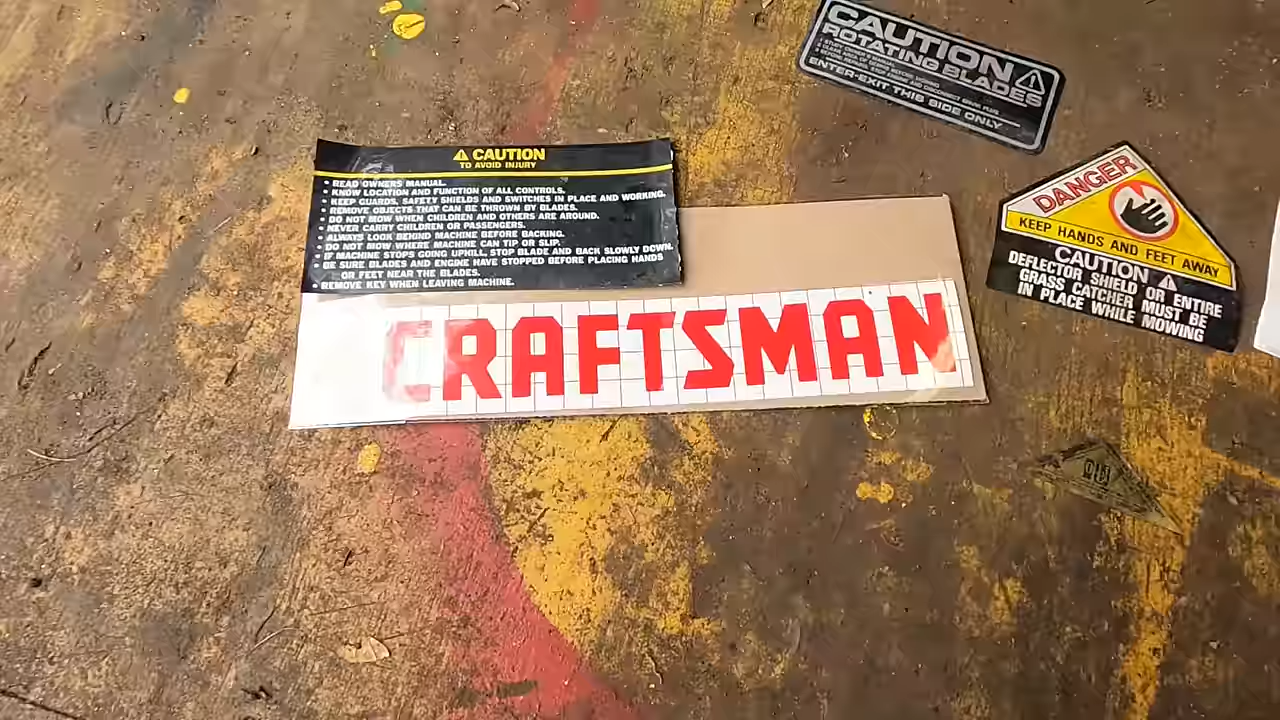 CAUTION
ROTATING BLADES
ENTER-EXIT THIS SIDE ONLY
CAUTION
TO AVOID INJURY
• READ OWNERS MANUAL.
• KNOW LOCATION AND FUNCTION OF ALL CONTROLS.
• KEEP GUARDS, SAFETY SHIELDS AND SWITCHES IN PLACE AND WORKING.
• REMOVE OBJECTS THAT CAN BE THROWN BY BLADES.
• DO NOT MOW WHEN CHILDREN AND OTHERS ARE AROUND.
• NEVER CARRY CHILDREN OR PASSENGERS.
• ALWAYS LOOK BEHIND MACHINE BEFORE BACKING.
• DO NOT MOW WHERE MACHINE CAN TIP OR SLIP.
• IF MACHINE STOPS GOING UPHILL, STOP BLADE AND BACK SLOWLY DOWN.
• BE SURE BLADES AND ENGINE HAVE STOPPED BEFORE PLACING HANDS
OR FEET NEAR THE BLADES.
• REMOVE KEY WHEN LEAVING MACHINE.
DANGER
KEEP HANDS AND FEET AWAY
CAUTION
DEFLECTOR SHIELD OR ENTIRE
GRASS CATCHER MUST BE
IN PLACE WHILE MOWING
CRAFTSMAN